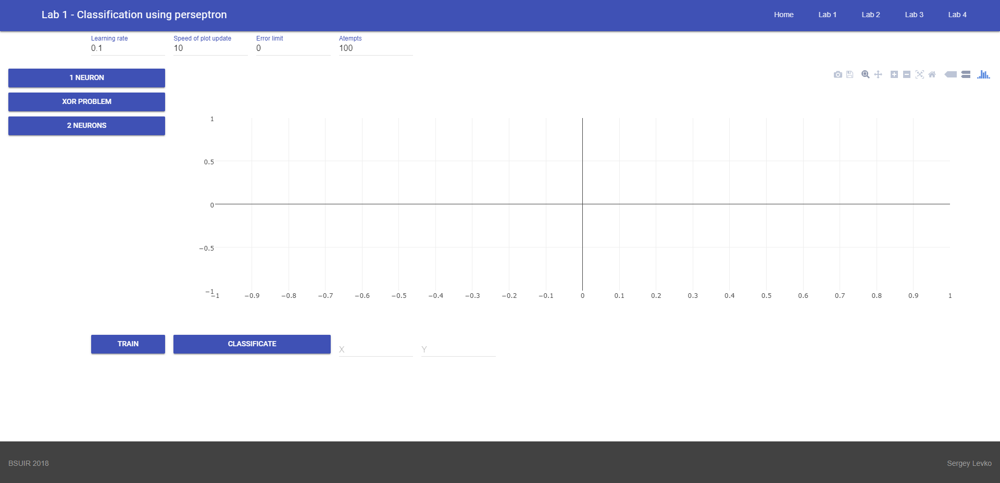 Lab 1 - Classification using perseptron
Home Lab 1 Lab 2 Lab 3 Lab 4
Learning rate Speed of plot update Error limit Atempts
0.1 10 0 100
1 NEURON
XOR PROBLEM
2 NEURONS
1
0.5
0
−0.5
−1
−1 −0.9 −0.8 −0.7 −0.6 −0.5 −0.4 −0.3 −0.2 −0.1 0 0.1 0.2 0.3 0.4 0.5 0.6 0.7 0.8 0.9 1
TRAIN CLASSIFICATE X Y
BSUIR 2018 Sergey Levko